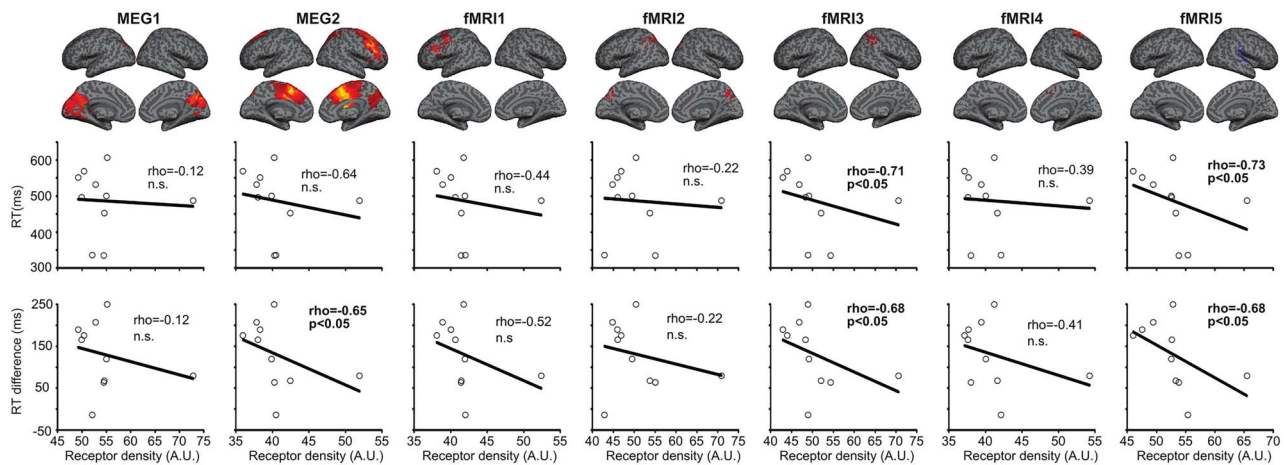 MEG1 MEG2 fMRI1 fMRI2 fMRI3 fMRI4 fMRI5
RT(ms)
600
500
400
300
rho=-0.12
n.s.
rho=-0.64
n.s.
rho=-0.44
n.s.
rho=-0.22
n.s.
rho=-0.71
p<0.05
rho=-0.39
n.s.
rho=-0.73
p<0.05
RT difference (ms)
250
150
50
-50
rho=-0.12
n.s.
rho=-0.65
p<0.05
rho=-0.52
n.s
rho=-0.22
n.s.
rho=-0.68
p<0.05
rho=-0.41
n.s.
rho=-0.68
p<0.05
45 50 55 60 65 70 75
35 40 45 50 55
35 40 45 50 55
40 45 50 55 60 65 70 75
40 45 50 55 60 65 70 75
35 40 45 50 55
45 50 55 60 65 70
Receptor density (A.U.) Receptor density (A.U.) Receptor density (A.U.) Receptor density (A.U.) Receptor density (A.U.) Receptor density (A.U.) Receptor density (A.U.)